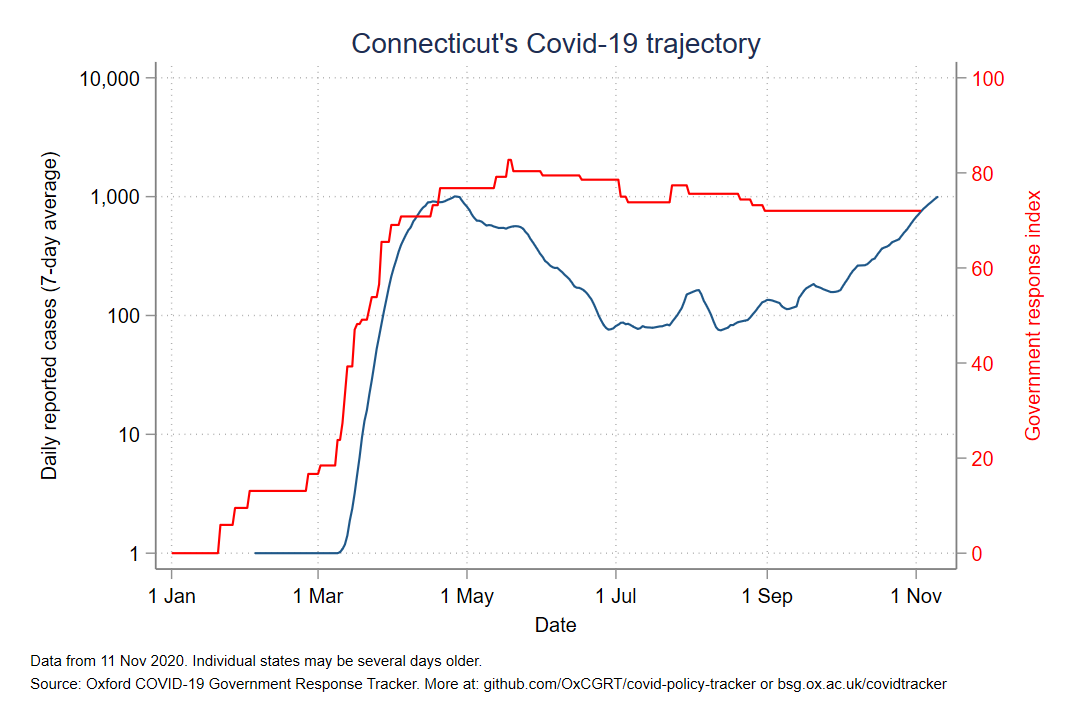 Connecticut's Covid-19 trajectory
10,000
1,000
100
10
1
Daily reported cases (7-day average)
100
80
60
40
20
0
Government response index
1 Jan
1 Mar
1 May
1 Jul
1 Sep
1 Nov
Date
Data from 11 Nov 2020. Individual states may be several days older.
Source: Oxford COVID-19 Government Response Tracker. More at: github.com/OxCGRT/covid-policy-tracker or bsg.ox.ac.uk/covidtracker